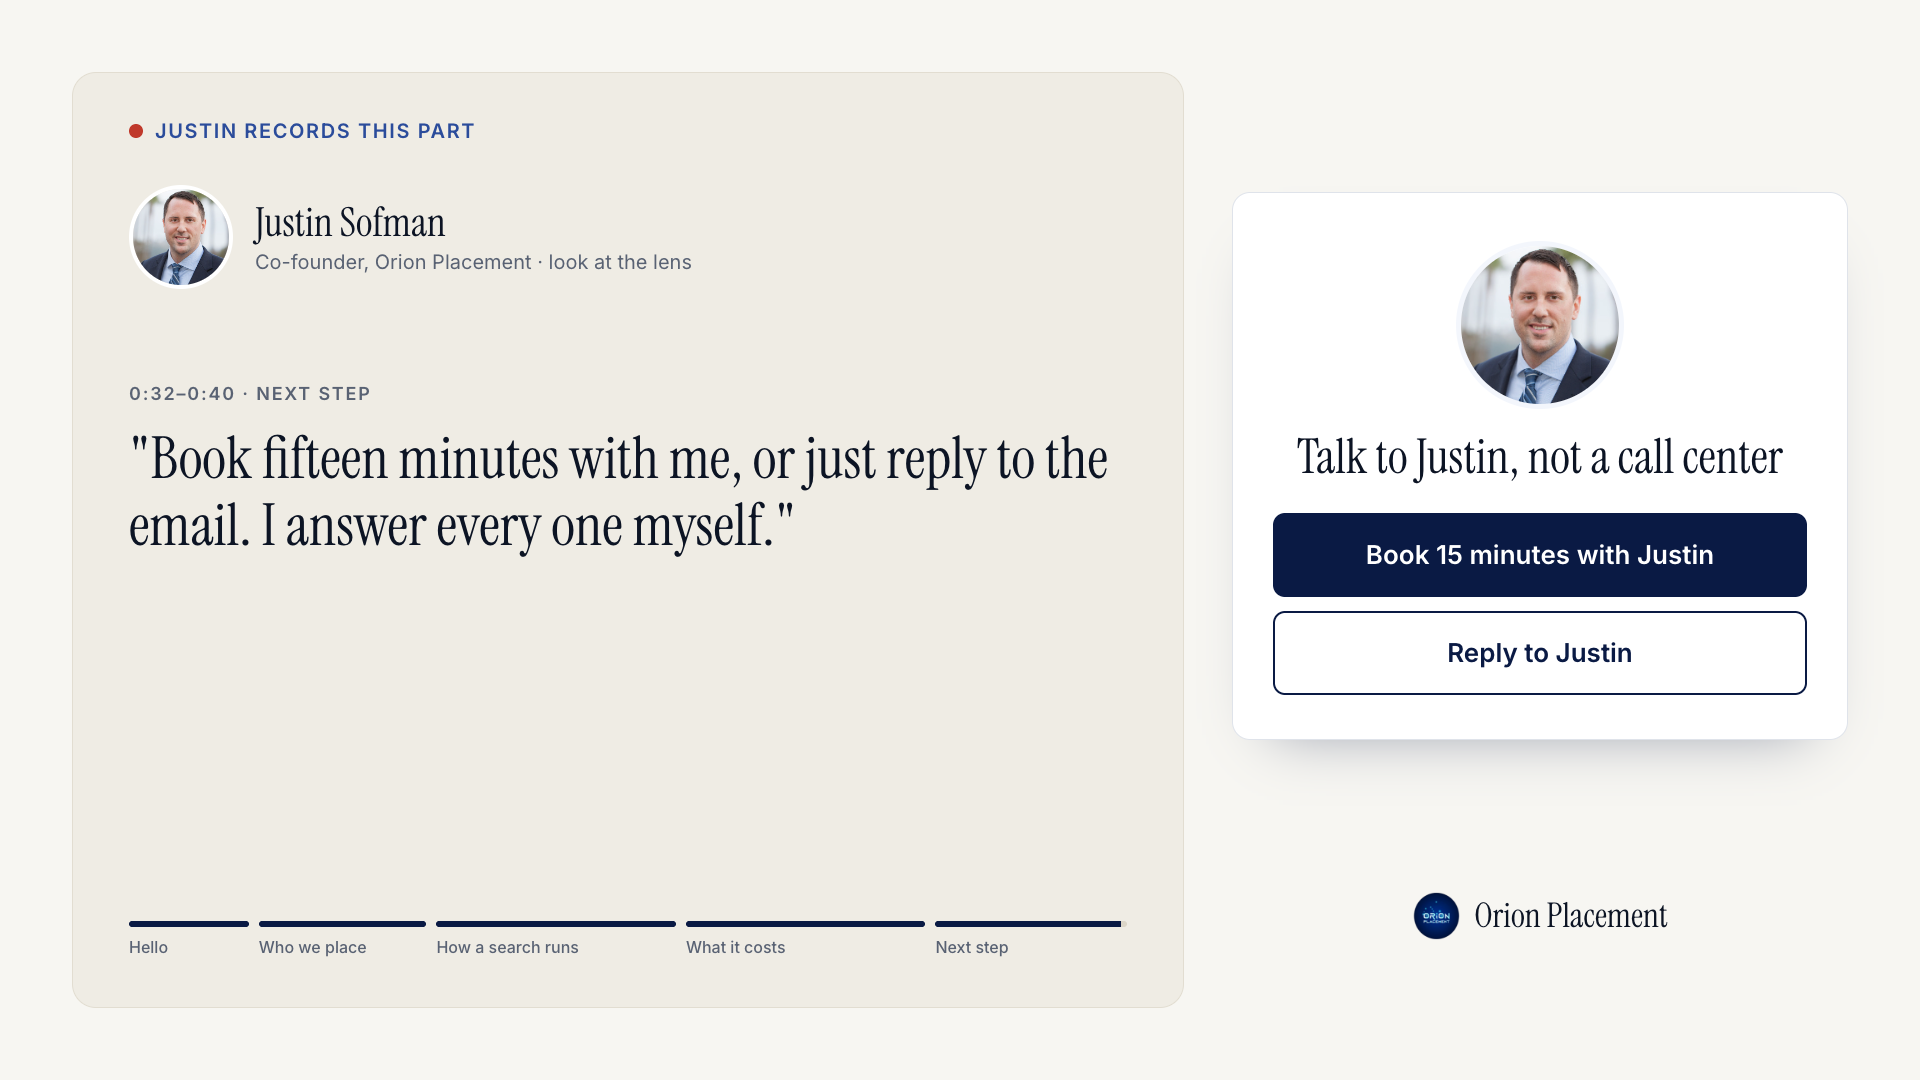 JUSTIN RECORDS THIS PART
Justin Sofman
Co-founder, Orion Placement · look at the lens
0:32–0:40 · NEXT STEP
"Book fifteen minutes with me, or just reply to the
email. I answer every one myself."
Hello
Who we place
How a search runs
What it costs
Next step
Talk to Justin, not a call center
Book 15 minutes with Justin
Reply to Justin
ORION
PLACEMENT
Orion Placement